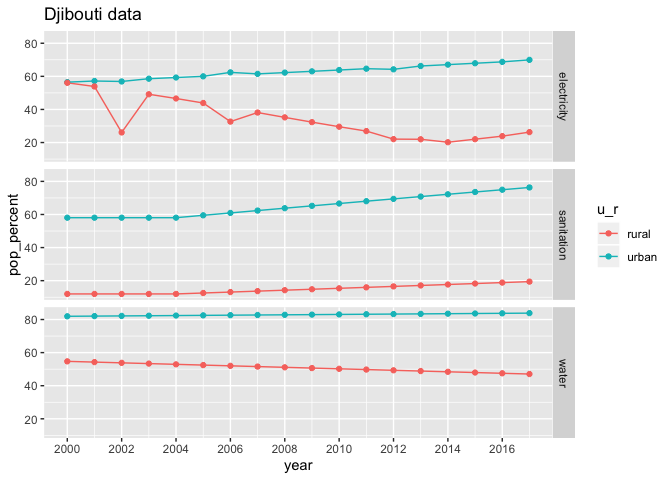 Djibouti data
80
60
40
20
electricity
80
60
40
20
sanitation
80
60
40
20
water
2000 2002 2004 2006 2008 2010 2012 2014 2016
year
pop_percent
u_r
rural
urban